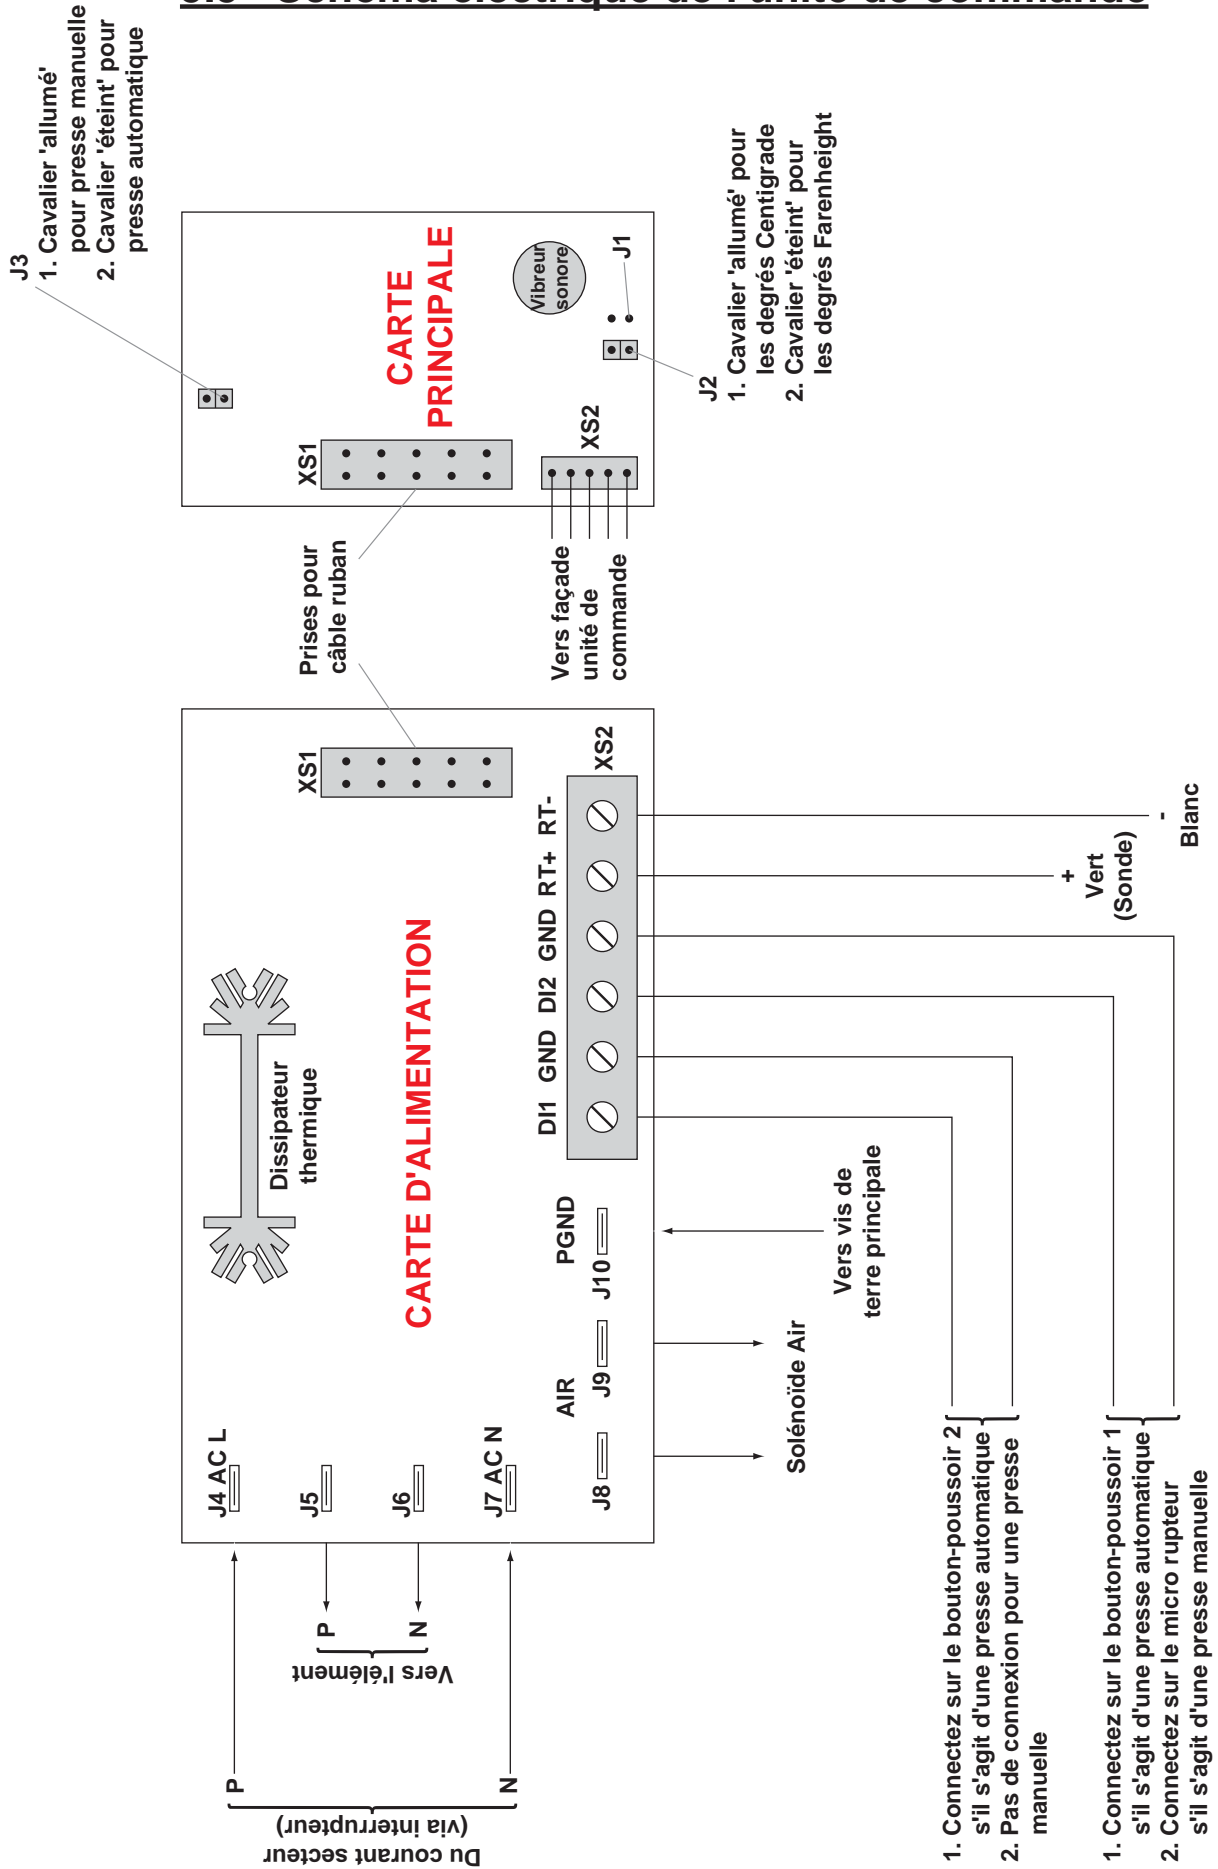 Schéma électrique de l'unité de commande
J3
1. Cavalier 'allumé'
pour presse manuelle
2. Cavalier 'éteint' pour
presse automatique
CARTE
PRINCIPALE
Vibreur
sonore
J1
J2
1. Cavalier 'allumé' pour
les degrés Centigrade
2. Cavalier 'éteint' pour
les degrés Farenheight
XS1
XS2
Vers façade
unité de
commande
Prises pour
câble ruban
XS1
XS2
CARTE D'ALIMENTATION
Dissipateur
thermique
DI1 GND DI2 GND RT+ RT-
J4 AC L
J5
J6
J7 AC N
J8
AIR
J9
PGND
J10
P
N
Vers l'élément
P
N
Du courant secteur
(via interrupteur)
Solénoïde Air
Vers vis de
terre principale
+
Vert
(Sonde)
-
Blanc
1. Connectez sur le bouton-poussoir 2
s'il s'agit d'une presse automatique
2. Pas de connexion pour une presse
manuelle
1. Connectez sur le bouton-poussoir 1
s'il s'agit d'une presse automatique
2. Connectez sur le micro rupteur
s'il s'agit d'une presse manuelle